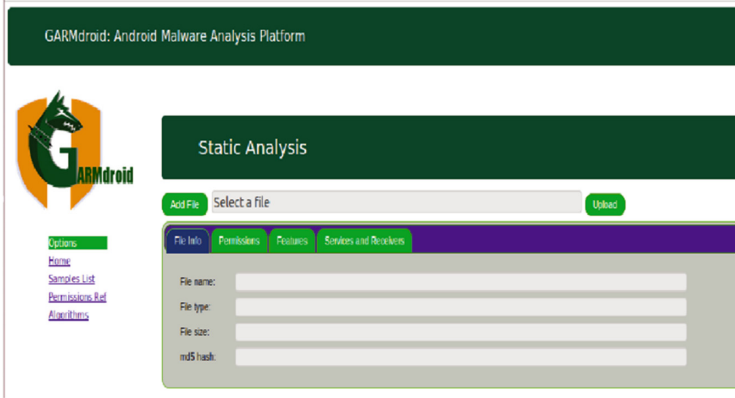 GARMdroid: Android Malware Analysis Platform
GARMdroid
Static Analysis
Add File Select a file Upload
Options
Home
Samples List
Permissions Ref
Algorithms
File Info Permissions Features Services and Receivers
File name:
File type:
File size:
md5 hash: